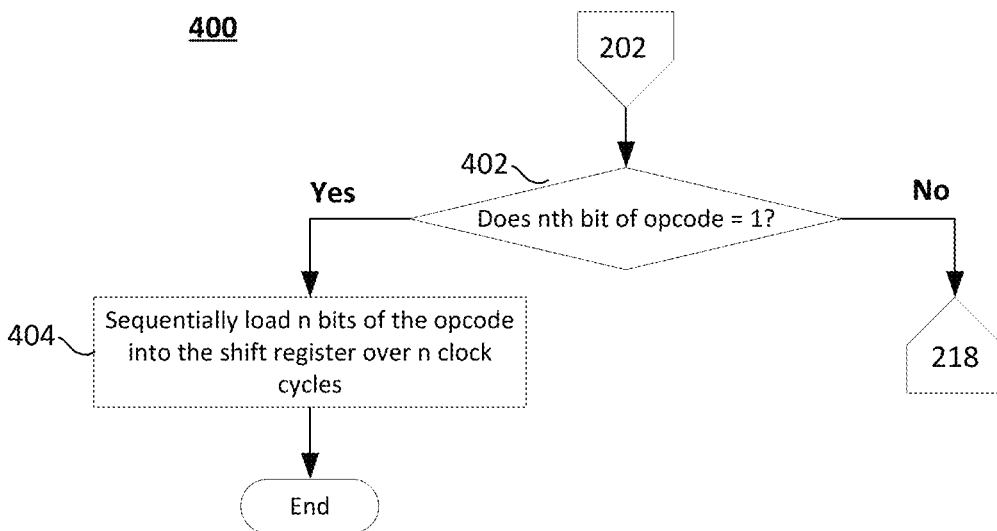 400
202
402
Yes
No
Does nth bit of opcode = 1?
404
Sequentially load n bits of the opcode
into the shift register over n clock
cycles
218
End